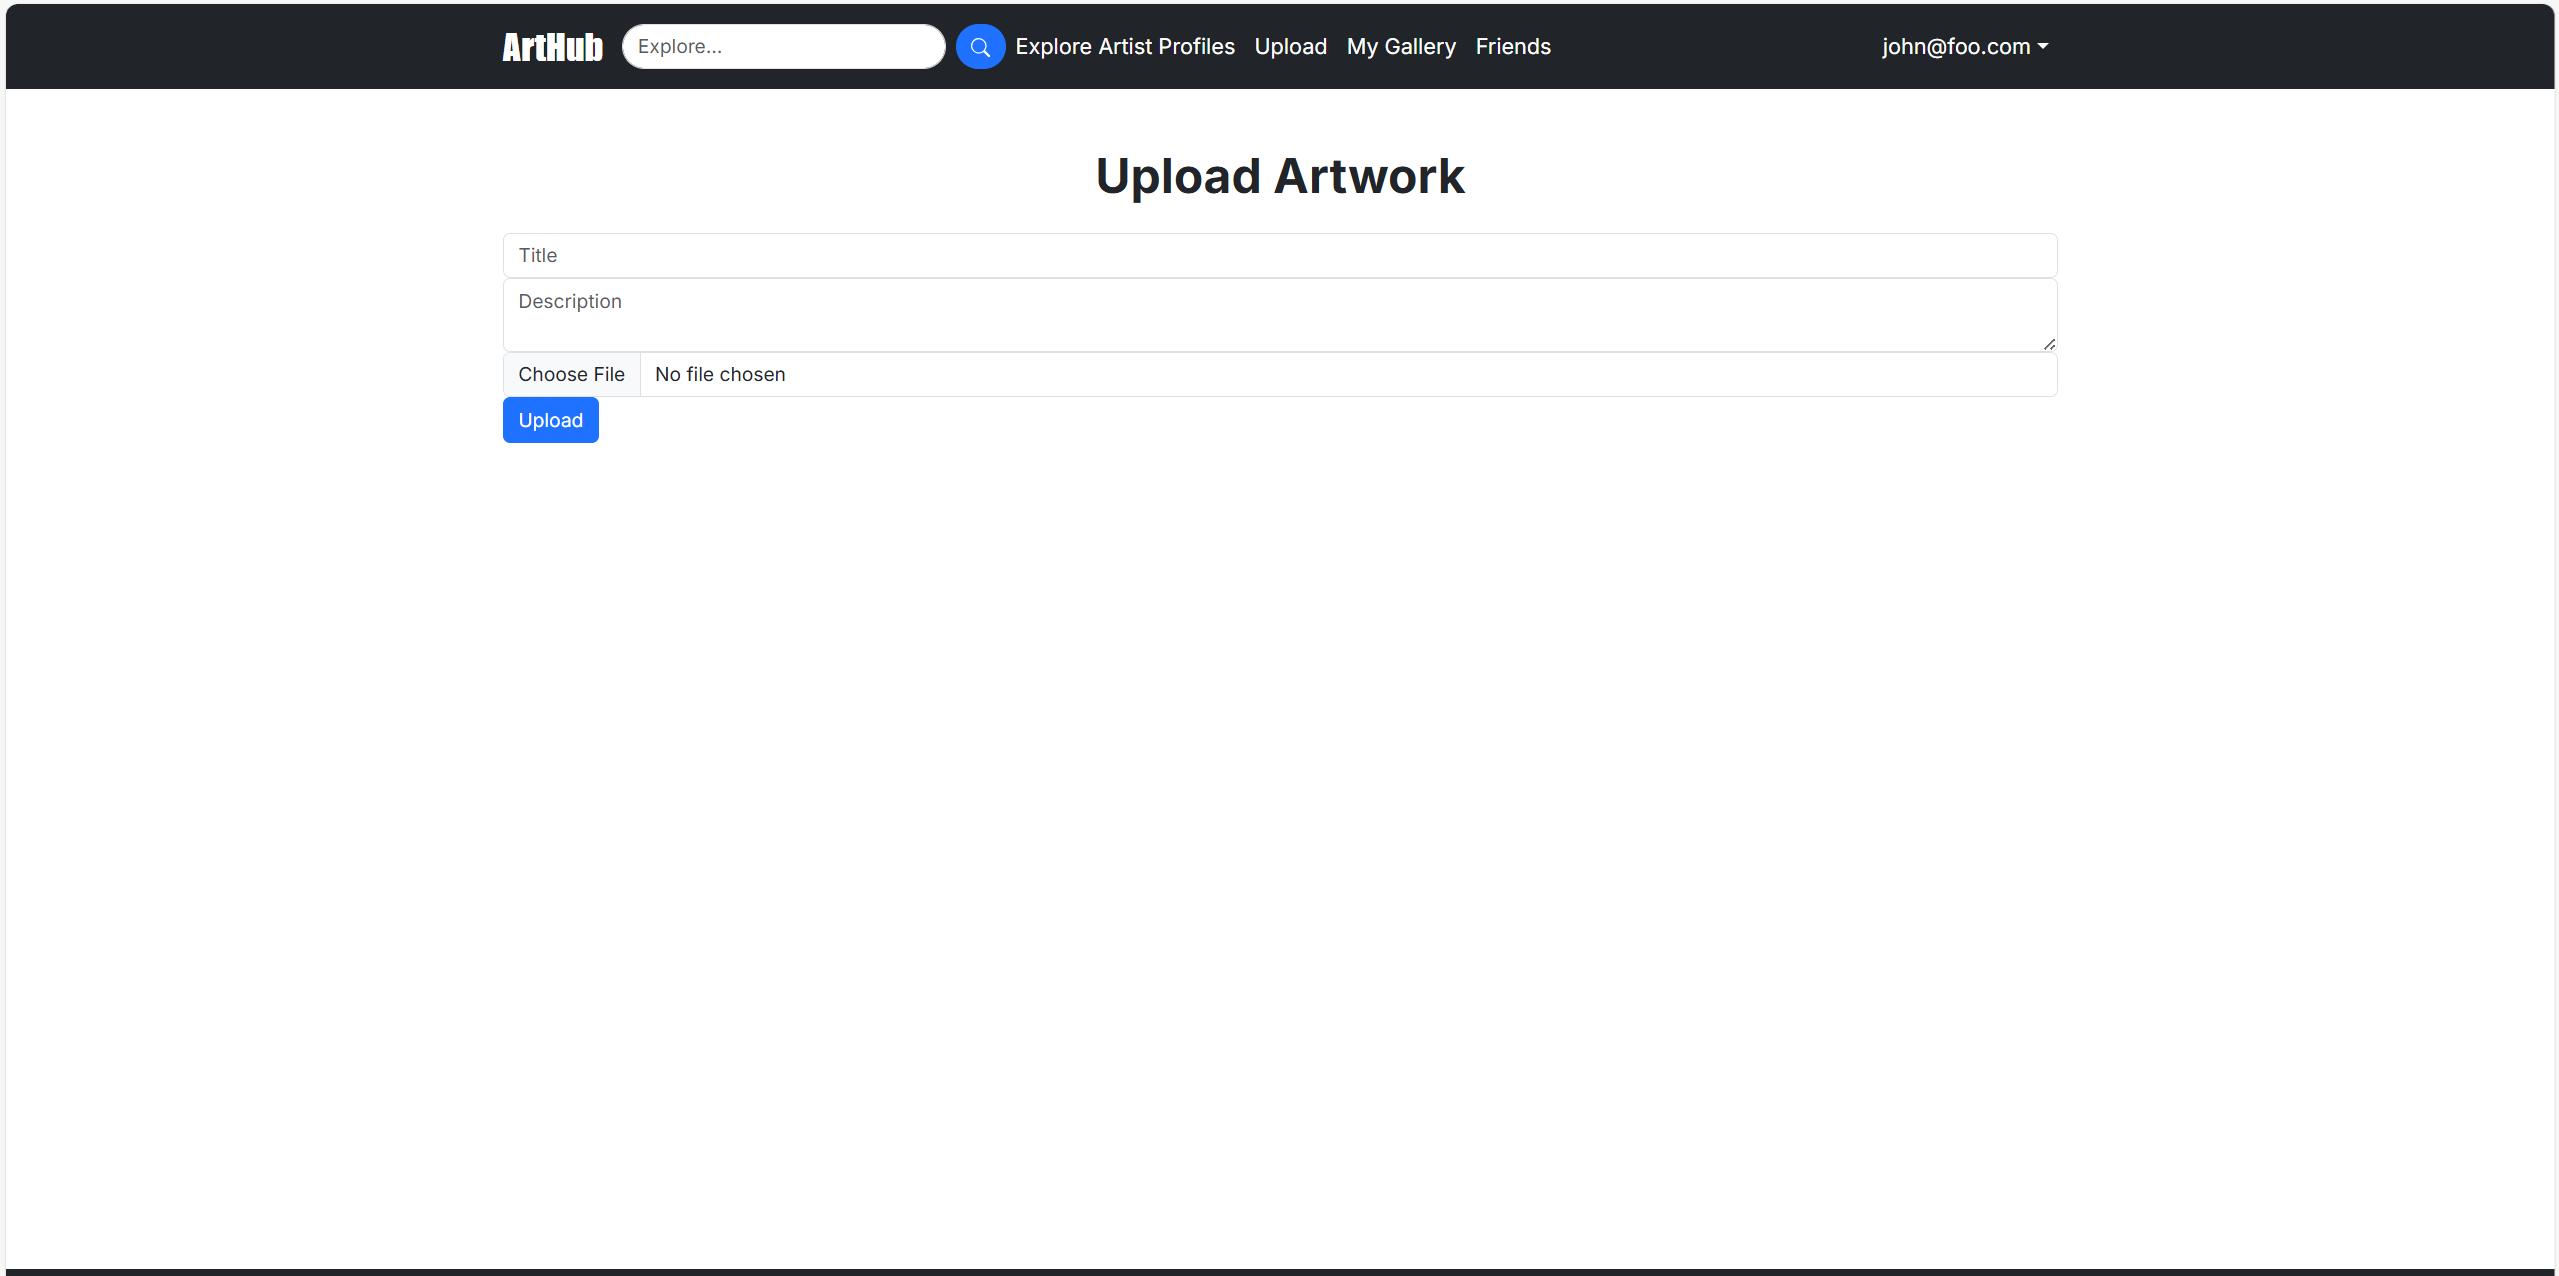 ArtHub Explore... Explore Artist Profiles Upload My Gallery Friends john@foo.com
Upload Artwork
Title
Description
Choose File No file chosen
Upload